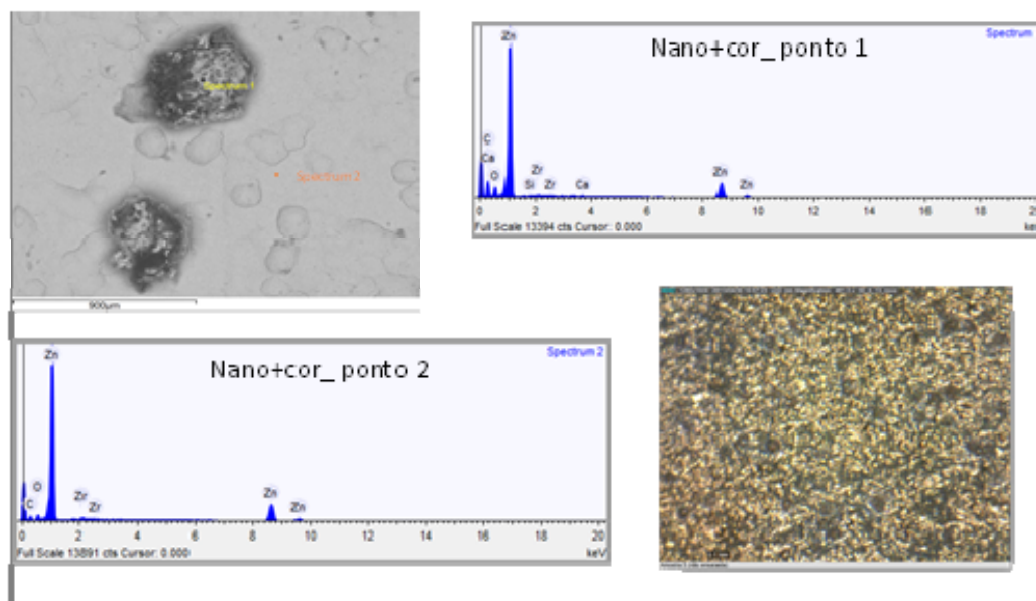 Spectrum 1
Spectrum 2
900µm
Spectrum
Nano+cor_ ponto 1
Zn
C
Ca
O
Si
Zr
Zr
Ca
Zn
Zn
0 2 4 6 8 10 12 14 16 18 20
Full Scale 13394 cts Cursor: 0.000
keV
Spectrum 2
Nano+cor_ ponto 2
Zn
O
C
Zr
Zr
Zn
Zn
0 2 4 6 8 10 12 14 16 18 20
Full Scale 13891 cts Cursor: 0.000
keV